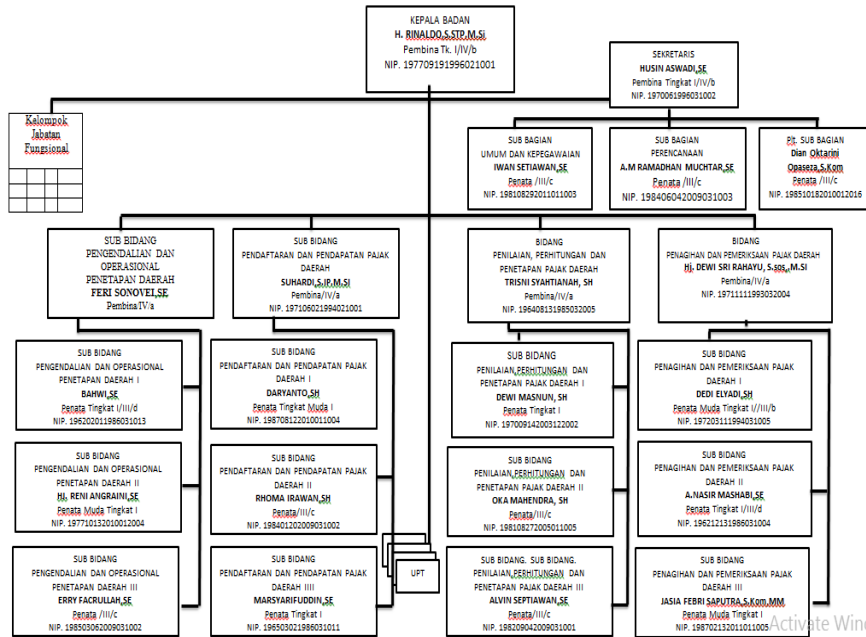 KEPALA BADAN
H. RINALDO,S.STP,M.Si
Pembina Tk. I/IV/b
NIP. 197709191996021001
SEKRETARIS
HUSIN ASWADI,SE
Pembina Tingkat I/IV/b
NIP. 1970061996031002
Kelompok
Jabatan
Fungsional
SUB BAGIAN
UMUM DAN KEPEGAWAIAN
IWAN SETIAWAN,SE
Penata /III/c
NIP. 198108292011011003
SUB BAGIAN
PERENCANAAN
A.M RAMADHAN MUCHTAR,SE
Penata /III/c
NIP. 198406042009031003
Plt. SUB BAGIAN
Dian Oktarini
Opaseza,S.Kom
Penata /III/c
NIP. 198510182010012016
SUB BIDANG
PENGENDALIAN DAN
OPERASIONAL
PENETAPAN DAERAH
FERI SONOVEI,SE
Pembina/IV/a
SUB BIDANG
PENDAFTARAN DAN PENDAPATAN PAJAK
DAERAH
SUHARDI,S.IP,M.SI
Pembina/IV/a
NIP. 197106021994021001
BIDANG
PENILAIAN, PERHITUNGAN DAN
PENETAPAN PAJAK DAERAH
TRISNI SYAHTIANAH, SH
Pembina/IV/a
NIP. 196408131985032005
BIDANG
PENAGIHAN DAN PEMERIKSAAN PAJAK DAERAH
Hj. DEWI SRI RAHAYU, S.sos,.M.SI
Pembina/IV/a
NIP. 19711111993032004
SUB BIDANG
PENGENDALIAN DAN OPERASIONAL
PENETAPAN DAERAH I
BAHWI,SE
Penata Tingkat I/III/d
NIP. 196202011986031013
SUB BIDANG
PENDAFTARAN DAN PENDAPATAN PAJAK
DAERAH I
DARYANTO,SH
Penata Tingkat Muda I
NIP. 198708122010011004
SUB BIDANG
PENILAIAN,PERHITUNGAN DAN
PENETAPAN PAJAK DAERAH I
DEWI MASNUN, SH
Penata Tingkat I
NIP. 197009142003122002
SUB BIDANG
PENAGIHAN DAN PEMERIKSAAN PAJAK
DAERAH I
DEDI ELYADI,SH
Penata Muda Tingkat I//III/b
NIP. 197203111994031005
SUB BIDANG
PENGENDALIAN DAN OPERASIONAL
PENETAPAN DAERAH II
HJ. RENI ANGRAINI,SE
Penata Muda Tingkat I
NIP. 197710132010012004
SUB BIDANG
PENDAFTARAN DAN PENDAPATAN PAJAK
DAERAH II
RHOMA IRAWAN,SH
Penata/III/c
NIP. 198401202009031002
SUB BIDANG
PENILAIAN,PERHITUNGAN DAN
PENETAPAN PAJAK DAERAH II
OKA MAHENDRA, SH
Penata/III/c
NIP. 198108272005011005
SUB BIDANG
PENAGIHAN DAN PEMERIKSAAN PAJAK
DAERAH II
A.NASIR MASHABI,SE
Penata Tingkat I/III/d
NIP. 196212131986031004
SUB BIDANG
PENGENDALIAN DAN OPERASIONAL
PENETAPAN DAERAH III
ERRY FACRULLAH,SE
Penata /III/c
NIP. 198503062009031002
SUB BIDANG
PENDAFTARAN DAN PENDAPATAN PAJAK
DAERAH IIII
MARSYARIFUDDIN,SE
Penata Tingkat I
NIP. 196503021986031011
UPT
SUB BIDANG. SUB BIDANG.
PENILAIAN,PERHITUNGAN DAN
PENETAPAN PAJAK DAERAH III
ALVIN SEPTIAWAN,SE
Penata/III/c
NIP. 198209042009031001
SUB BIDANG
PENAGIHAN DAN PEMERIKSAAN PAJAK
DAERAH III
JASIA FEBRI SAPUTRA,S.Kom,MM
Penata Muda Tingkat I
NIP. 198702132011011005
Activate Win